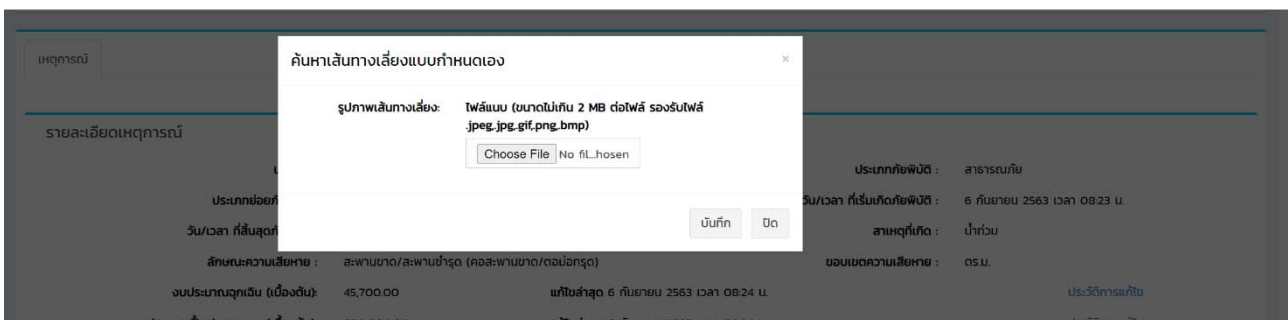 เหตุการณ์
ค้นหาเส้นทางเลี่ยงแบบกำหนดเอง ×
รูปภาพเส้นทางเลี่ยง: ไฟล์แนบ (ขนาดไม่เกิน 2 MB ต่อไฟล์ รองรับไฟล์
.jpeg,.jpg,.gif,.png,.bmp)
Choose File No fil...hosen
บันทึก ปิด
รายละเอียดเหตุการณ์
ประเภทภัยพิบัติ : สาธารณภัย
วัน/เวลา ที่เริ่มเกิดภัยพิบัติ : 6 กันยายน 2563 เวลา 08:23 น.
สาเหตุที่เกิด : น้ำท่วม
ลักษณะความเสียหาย : สะพานขาด/สะพานชำรุด (คอสะพานขาด/ตอม่อทรุด) ขอบเขตความเสียหาย : ตร.ม.
งบประมาณฉุกเฉิน (เบื้องต้น): 45,700.00 แก้ไขล่าสุด 6 กันยายน 2563 เวลา 08:24 น. ประวัติการแก้ไข